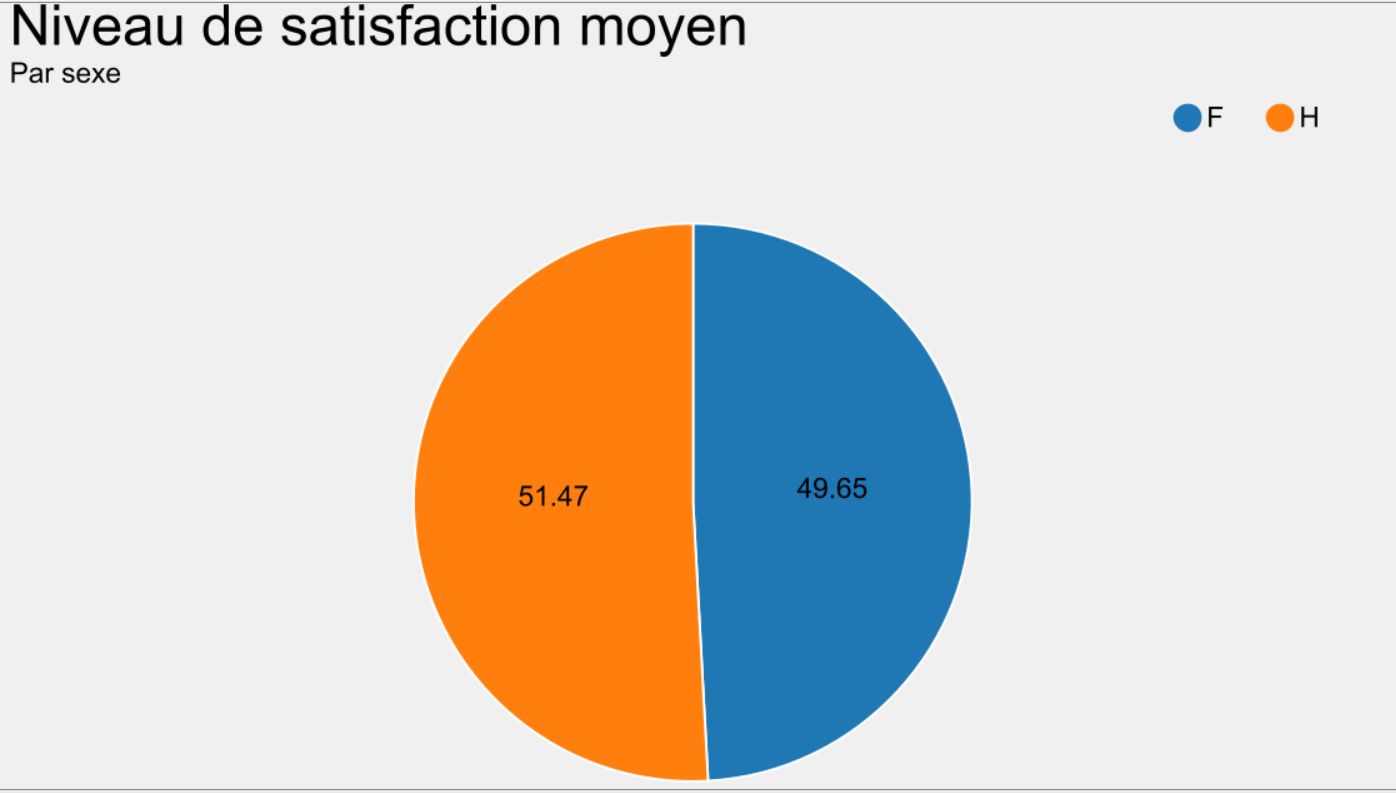 Niveau de satisfaction moyen
Par sexe
F H
51.47 49.65